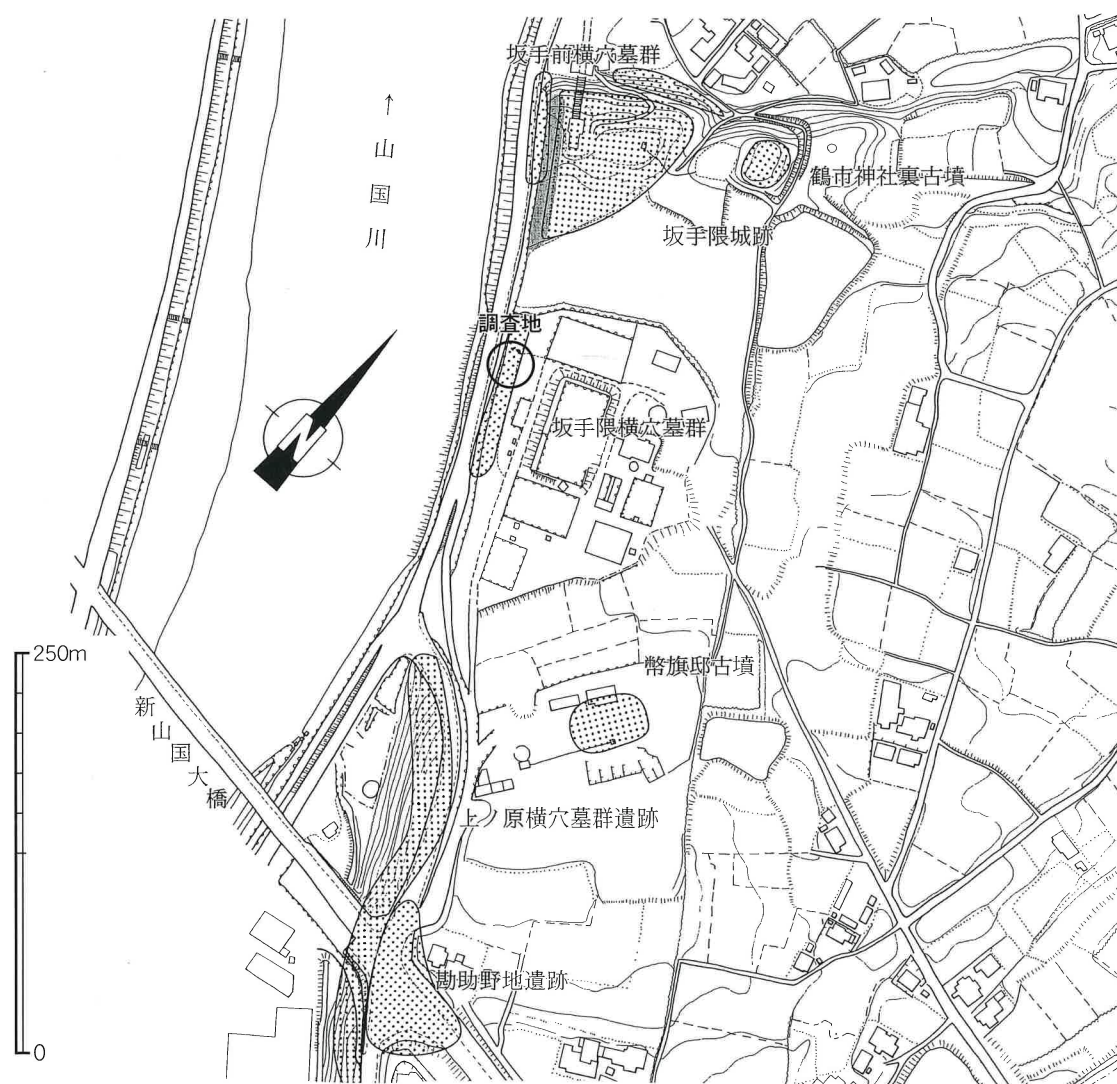 坂手前横穴墓群
↑山国川
鶴市神社裏古墳
坂手隈城跡
調査地
坂手隈横穴墓群
N
250m
幣旗邸古墳
新山国大橋
上ノ原横穴墓群遺跡
勘助野地遺跡
0